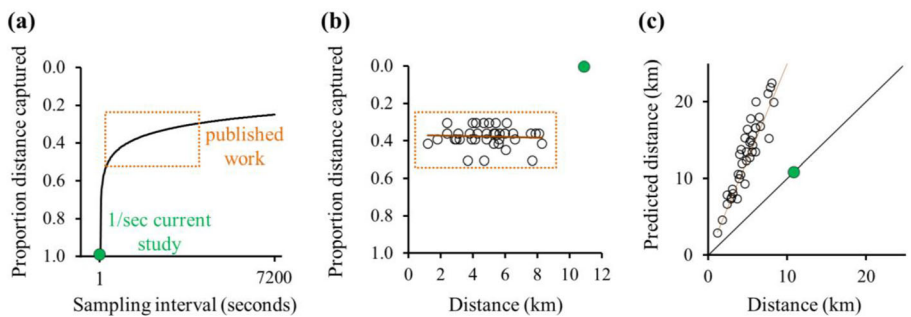 (a)
Proportion distance captured
0.0
0.2
0.4
0.6
0.8
1.0
published
work
1/sec current
study
1
7200
Sampling interval (seconds)
(b)
Proportion distance captured
0.0
0.2
0.4
0.6
0.8
1.0
0 2 4 6 8 10 12
Distance (km)
(c)
Predicted distance (km)
20
10
0
0 10 20
Distance (km)